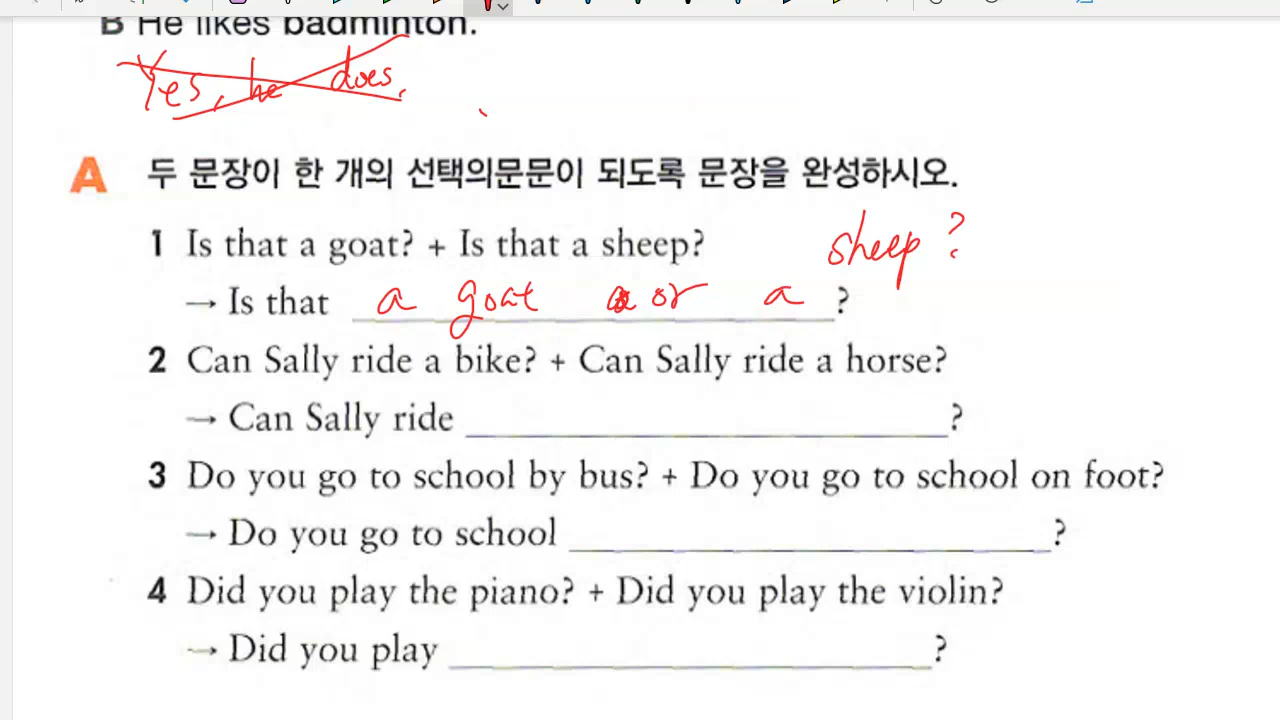 B He likes badminton.
Yes, he does.
A 두 문장이 한 개의 선택의문문이 되도록 문장을 완성하시오.
1 Is that a goat? + Is that a sheep?
sheep?
→ Is that a goat or a ?
2 Can Sally ride a bike? + Can Sally ride a horse?
→ Can Sally ride ?
3 Do you go to school by bus? + Do you go to school on foot?
→ Do you go to school ?
4 Did you play the piano? + Did you play the violin?
→ Did you play ?